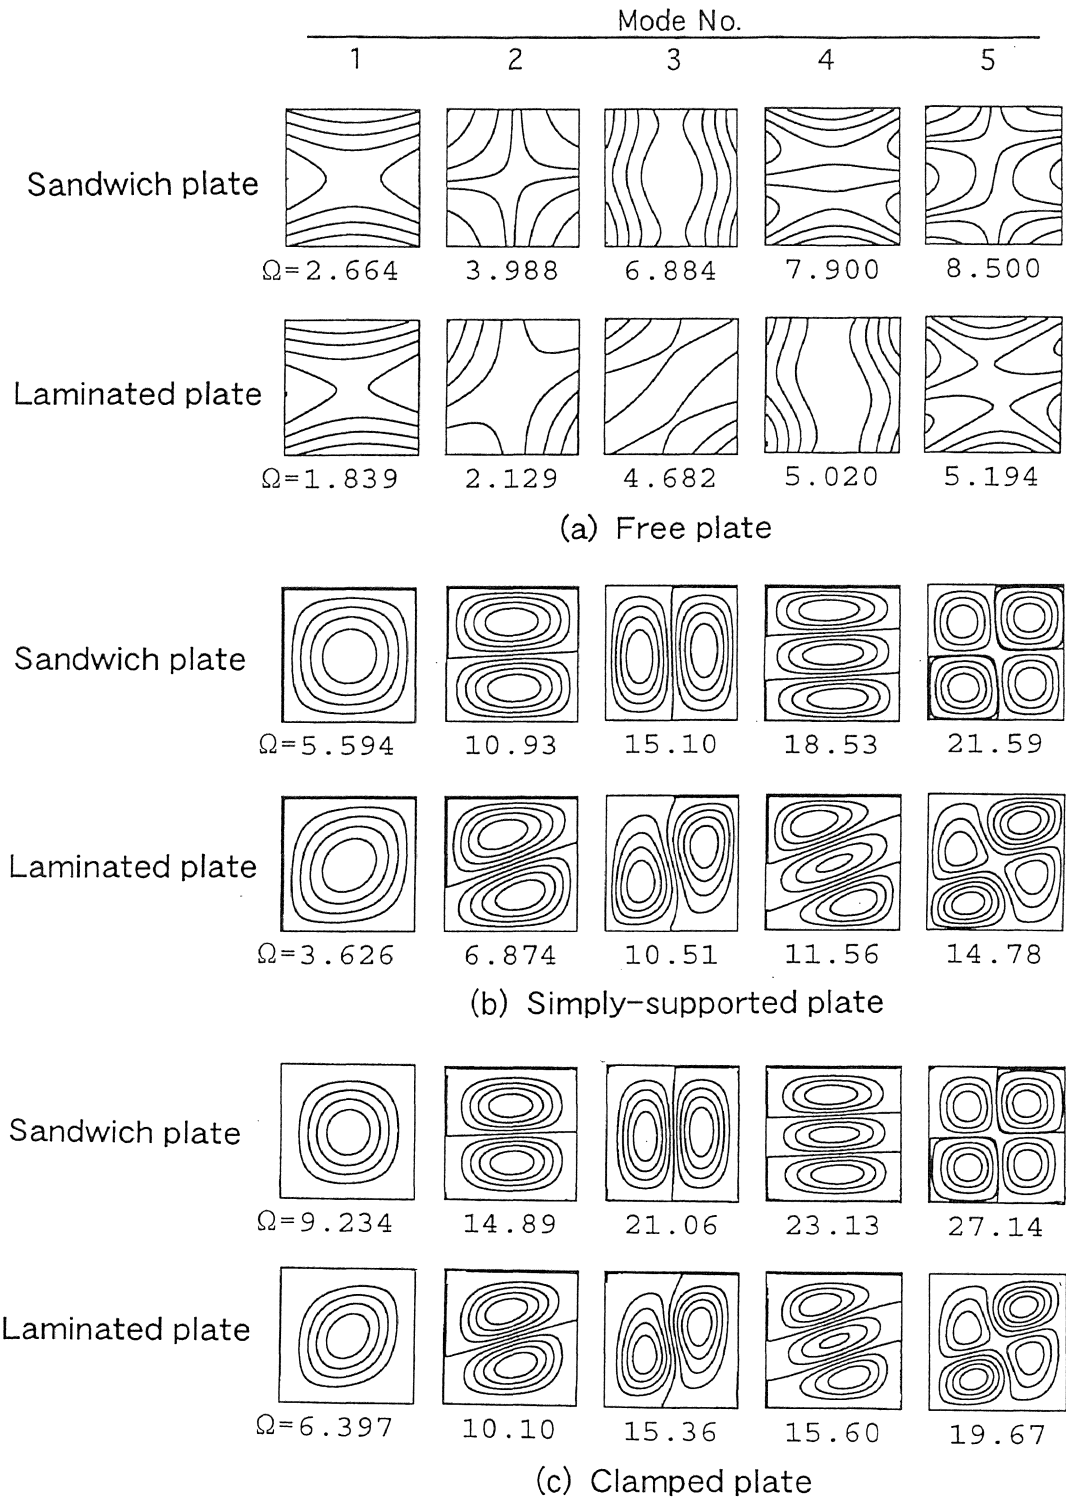 Mode No.
1 2 3 4 5
Sandwich plate
Ω=2.664 3.988 6.884 7.900 8.500
Laminated plate
Ω=1.839 2.129 4.682 5.020 5.194
(a) Free plate
Sandwich plate
Ω=5.594 10.93 15.10 18.53 21.59
Laminated plate
Ω=3.626 6.874 10.51 11.56 14.78
(b) Simply-supported plate
Sandwich plate
Ω=9.234 14.89 21.06 23.13 27.14
Laminated plate
Ω=6.397 10.10 15.36 15.60 19.67
(c) Clamped plate